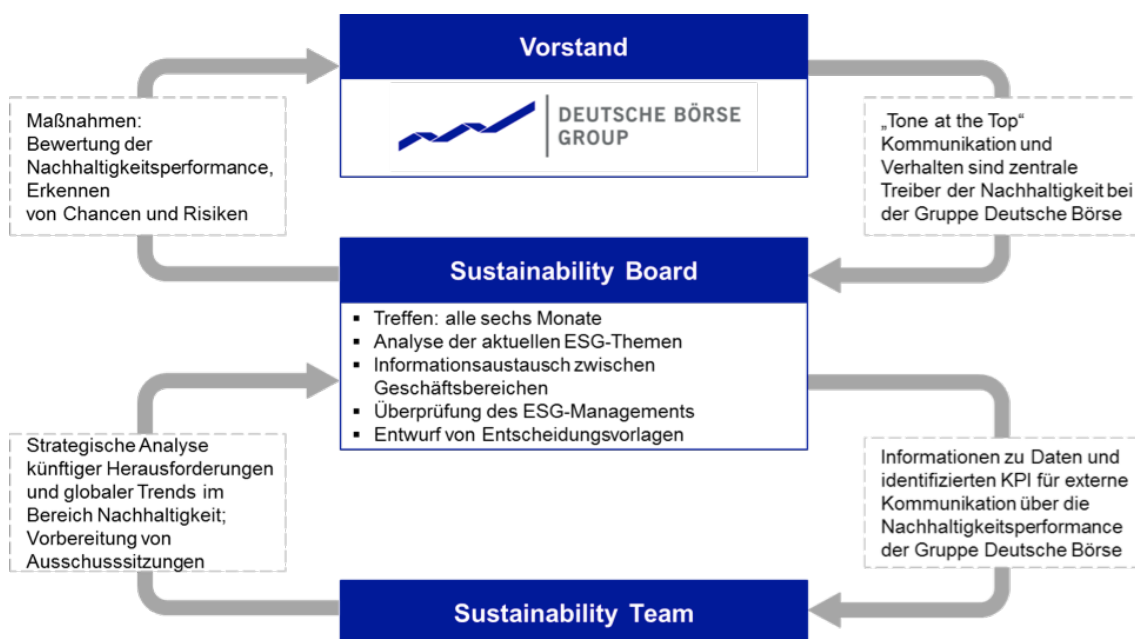 Vorstand
DEUTSCHE BÖRSE
GROUP
Maßnahmen:
Bewertung der
Nachhaltigkeitsperformance,
Erkennen
von Chancen und Risiken
„Tone at the Top“
Kommunikation und
Verhalten sind zentrale
Treiber der Nachhaltigkeit bei
der Gruppe Deutsche Börse
Sustainability Board
▪ Treffen: alle sechs Monate
▪ Analyse der aktuellen ESG-Themen
▪ Informationsaustausch zwischen
Geschäftsbereichen
▪ Überprüfung des ESG-Managements
▪ Entwurf von Entscheidungsvorlagen
Strategische Analyse
künftiger Herausforderungen
und globaler Trends im
Bereich Nachhaltigkeit;
Vorbereitung von
Ausschusssitzungen
Informationen zu Daten und
identifizierten KPI für externe
Kommunikation über die
Nachhaltigkeitsperformance
der Gruppe Deutsche Börse
Sustainability Team